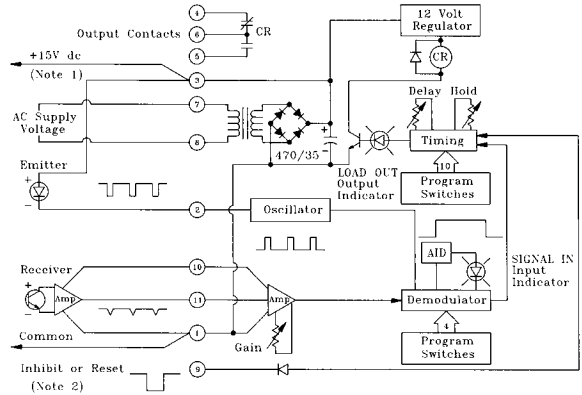 4
Output Contacts
6
CR
5
12 Volt
Regulator
CR
+15V dc
(Note 1)
3
7
AC Supply
Voltage
8
+
470/35
Delay Hold
Timing
LOAD OUT
Output
Indicator
10
Program
Switches
Emitter
+
−
2
Oscillator
AID
SIGNAL IN
Input
Indicator
Receiver
+
−
Amp
10
11
Amp
Demodulator
1
Common
Gain
4
Program
Switches
Inhibit or Reset
(Note 2)
9